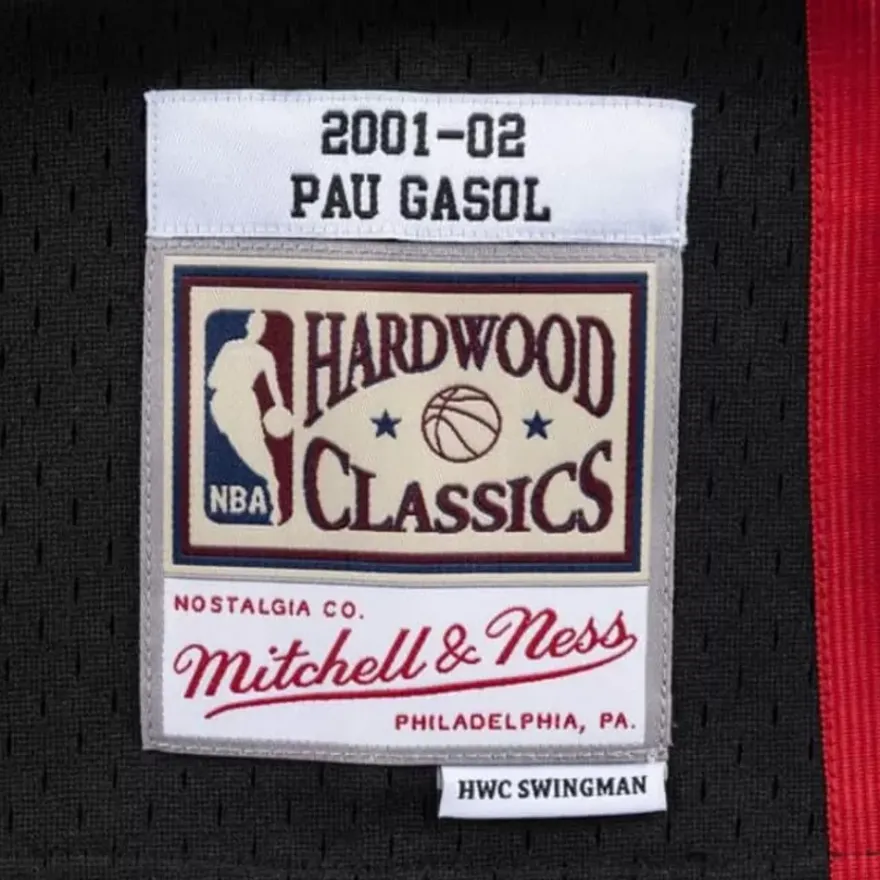 2001-02
PAU GASOL
HARDWOOD
CLASSICS
NBA
NOSTALGIA CO.
Mitchell & Ness
PHILADELPHIA, PA.
HWC SWINGMAN